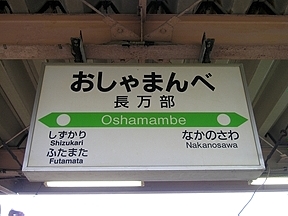 おしゃまんべ
長万部
Oshamambe
しずかり
Shizukari
ふたまた
Futamata
なかのさわ
Nakanosawa